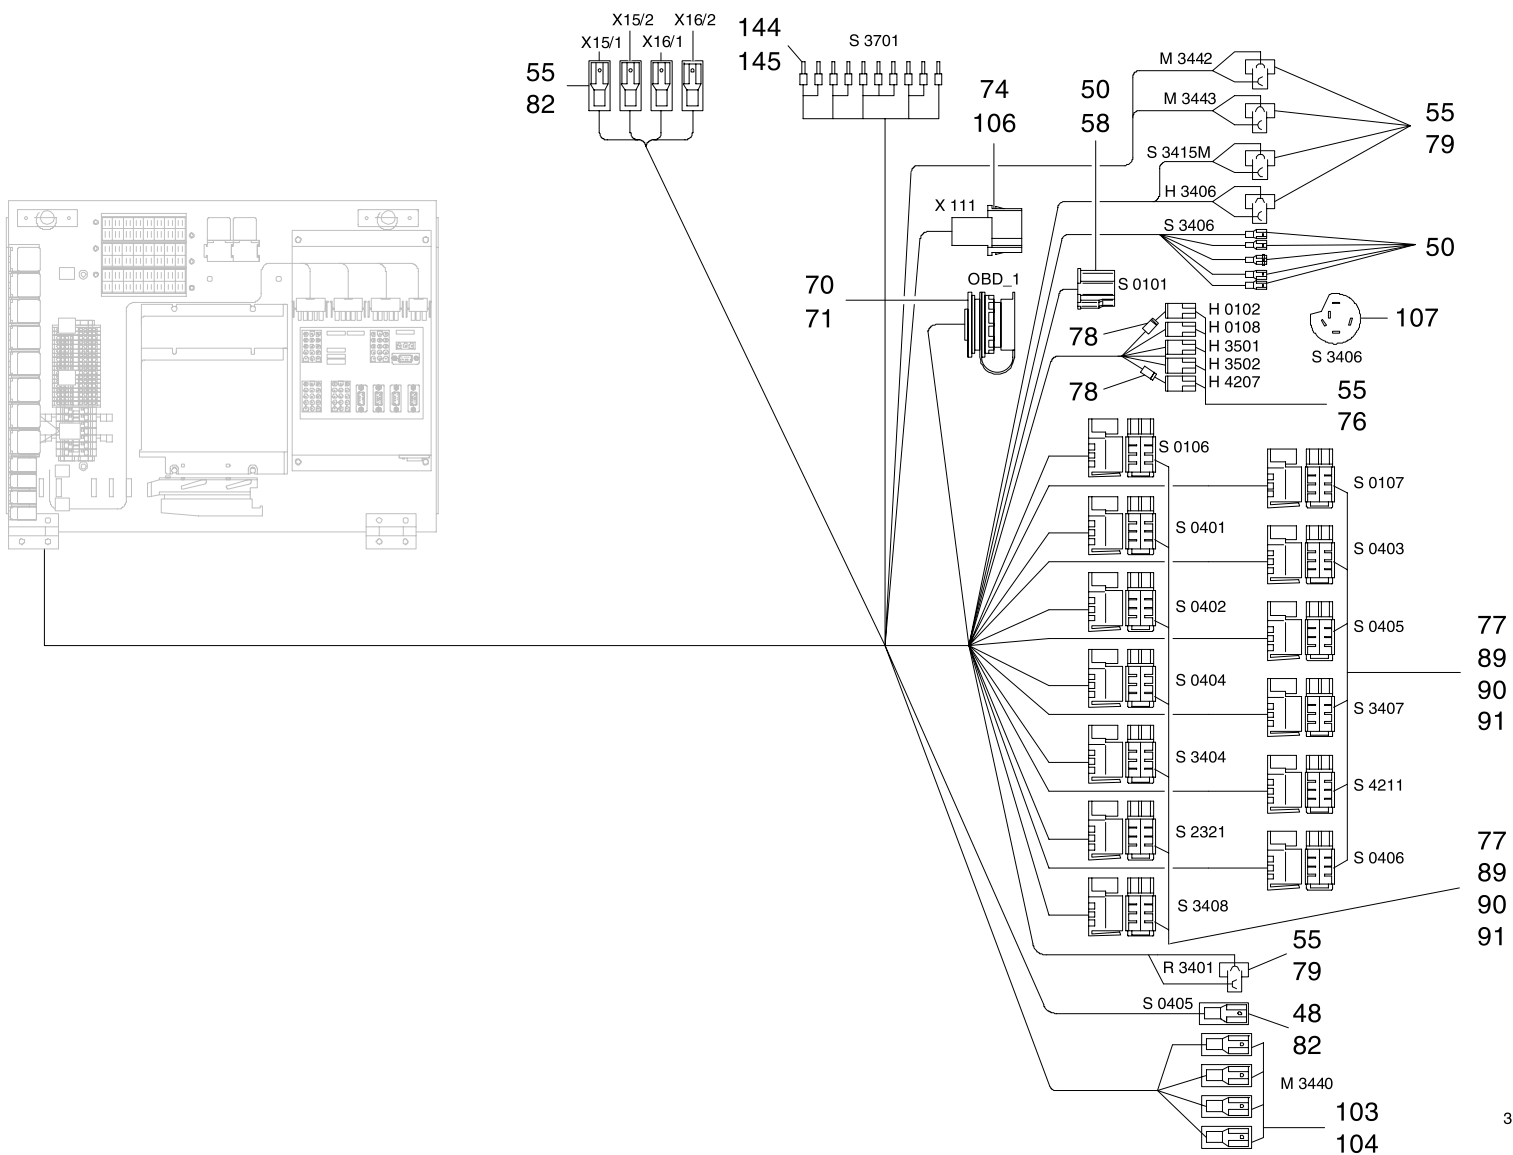 X15/2
X16/2
X15/1
X16/1
55
82
144
145
S 3701
74
106
50
58
M 3442
M 3443
S 3415M
H 3406
55
79
X 111
S 3406
50
70
71
OBD_1
S 0101
78
H 0102
H 0108
H 3501
H 3502
H 4207
78
107
S 3406
55
76
S 0106
S 0107
S 0401
S 0403
S 0402
S 0405
S 0404
S 3407
S 3404
S 4211
S 2321
S 0406
S 3408
77
89
90
91
77
89
90
91
R 3401
55
79
S 0405
48
82
M 3440
103
104
3